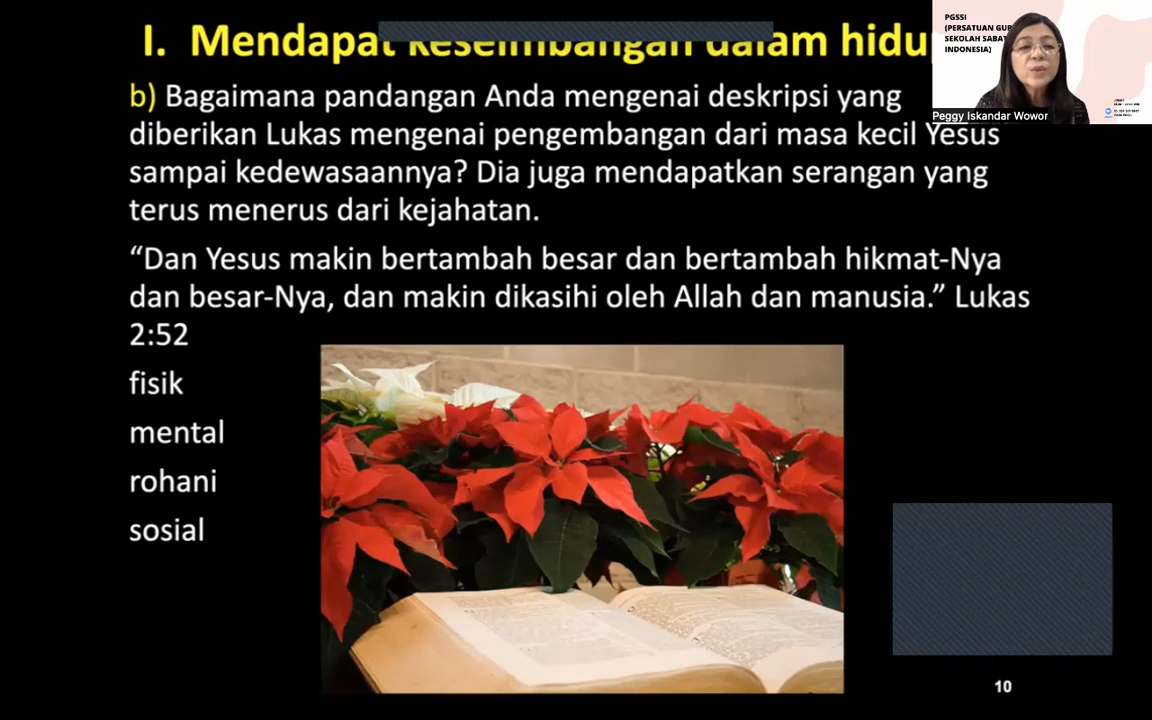 I. Mendapat keseimbangan dalam
b) Bagaimana pandangan Anda mengenai deskripsi yang
diberikan Lukas mengenai pengembangan dari masa kecil Yesus
sampai kedewasaannya? Dia juga mendapatkan serangan yang
terus menerus dari kejahatan.
“Dan Yesus makin bertambah besar dan bertambah hikmat-Nya
dan besar-Nya, dan makin dikasihi oleh Allah dan manusia.” Lukas
2:52
fisik
mental
rohani
sosial
10
PGSSI
(PERSATUAN
SEKOLAH
INDONESIA)
Peggy Iskandar Wowor